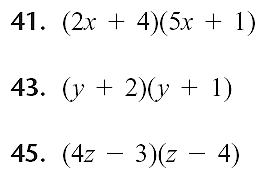 41. (2x + 4)(5x + 1)
43. (y + 2)(y + 1)
45. (4z − 3)(z − 4)